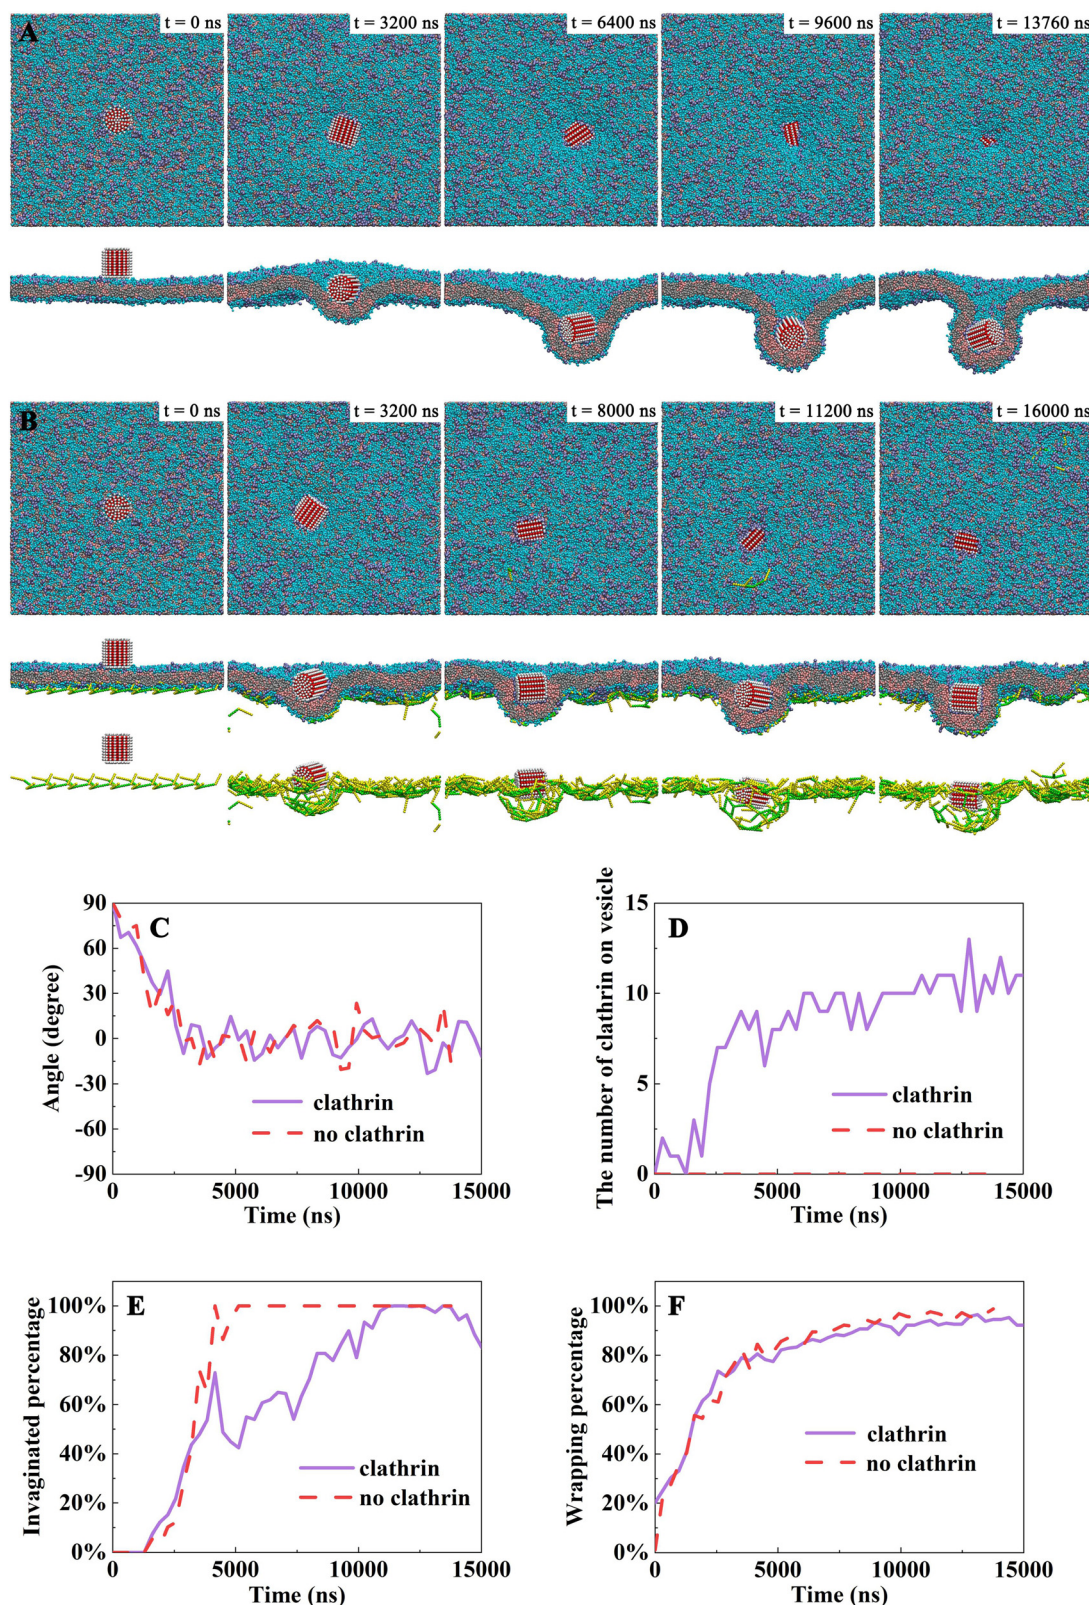 A
t = 0 ns
t = 3200 ns
t = 6400 ns
t = 9600 ns
t = 13760 ns
B
t = 0 ns
t = 3200 ns
t = 8000 ns
t = 11200 ns
t = 16000 ns
C
90
60
30
0
-30
-60
-90
Angle (degree)
clathrin
no clathrin
0
5000
10000
15000
Time (ns)
D
15
10
5
0
The number of clathrin on vesicle
clathrin
no clathrin
0
5000
10000
15000
Time (ns)
E
100%
80%
60%
40%
20%
0%
Invaginated percentage
clathrin
no clathrin
0
5000
10000
15000
Time (ns)
F
100%
80%
60%
40%
20%
0%
Wrapping percentage
clathrin
no clathrin
0
5000
10000
15000
Time (ns)